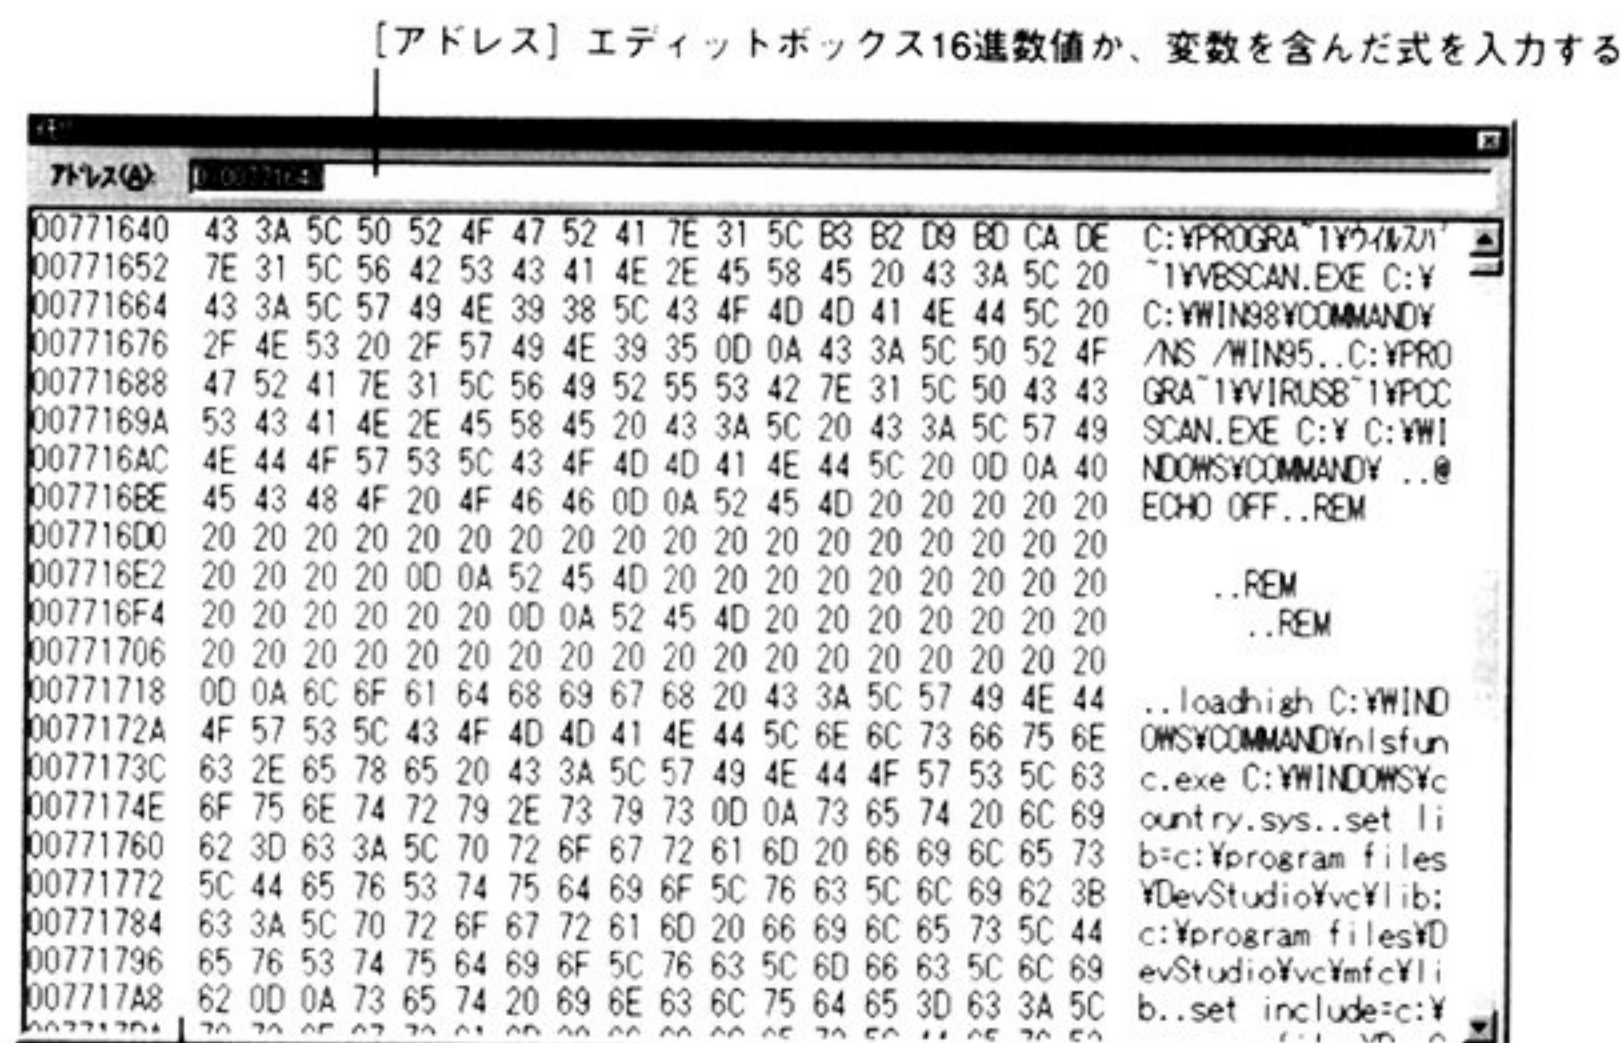 [アドレス] エディットボックス16進数値か、変数を含んだ式を入力する
メモリ
アドレス(A):
00771640 43 3A 5C 50 52 4F 47 52 41 7E 31 5C B3 B2 D9 BD CA DE C:¥PROGRA~1¥ウイルスバ
00771652 7E 31 5C 56 42 53 43 41 4E 2E 45 58 45 20 43 3A 5C 20 ~1¥VBSCAN.EXE C:¥
00771664 43 3A 5C 57 49 4E 39 38 5C 43 4F 4D 4D 41 4E 44 5C 20 C:¥WIN98¥COMMAND¥
00771676 2F 4E 53 20 2F 57 49 4E 39 35 0D 0A 43 3A 5C 50 52 4F /NS /WIN95..C:¥PRO
00771688 47 52 41 7E 31 5C 56 49 52 55 53 42 7E 31 5C 50 43 43 GRA~1¥VIRUSB~1¥PCC
0077169A 53 43 41 4E 2E 45 58 45 20 43 3A 5C 20 43 3A 5C 57 49 SCAN.EXE C:¥ C:¥WI
007716AC 4E 44 4F 57 53 5C 43 4F 4D 4D 41 4E 44 5C 20 0D 0A 40 NDOWS¥COMMAND¥ ..@
007716BE 45 43 48 4F 20 4F 46 46 0D 0A 52 45 4D 20 20 20 20 20 ECHO OFF..REM
007716D0 20 20 20 20 20 20 20 20 20 20 20 20 20 20 20 20 20 20
007716E2 20 20 20 20 0D 0A 52 45 4D 20 20 20 20 20 20 20 20 20 ..REM
007716F4 20 20 20 20 20 20 0D 0A 52 45 4D 20 20 20 20 20 20 20 ..REM
00771706 20 20 20 20 20 20 20 20 20 20 20 20 20 20 20 20 20 20
00771718 0D 0A 6C 6F 61 64 68 69 67 68 20 43 3A 5C 57 49 4E 44 ..loadhigh C:¥WIND
0077172A 4F 57 53 5C 43 4F 4D 4D 41 4E 44 5C 6E 6C 73 66 75 6E OWS¥COMMAND¥nlsfun
0077173C 63 2E 65 78 65 20 43 3A 5C 57 49 4E 44 4F 57 53 5C 63 c.exe C:¥WINDOWS¥c
0077174E 6F 75 6E 74 72 79 2E 73 79 73 0D 0A 73 65 74 20 6C 69 ountry.sys..set li
00771760 62 3D 63 3A 5C 70 72 6F 67 72 61 6D 20 66 69 6C 65 73 b=c:¥program files
00771772 5C 44 65 76 53 74 75 64 69 6F 5C 76 63 5C 6C 69 62 3B ¥DevStudio¥vc¥lib;
00771784 63 3A 5C 70 72 6F 67 72 61 6D 20 66 69 6C 65 73 5C 44 c:¥program files¥D
00771796 65 76 53 74 75 64 69 6F 5C 76 63 5C 6D 66 63 5C 6C 69 evStudio¥vc¥mfc¥li
007717A8 62 0D 0A 73 65 74 20 69 6E 63 6C 75 64 65 3D 63 3A 5C b..set include=c:¥